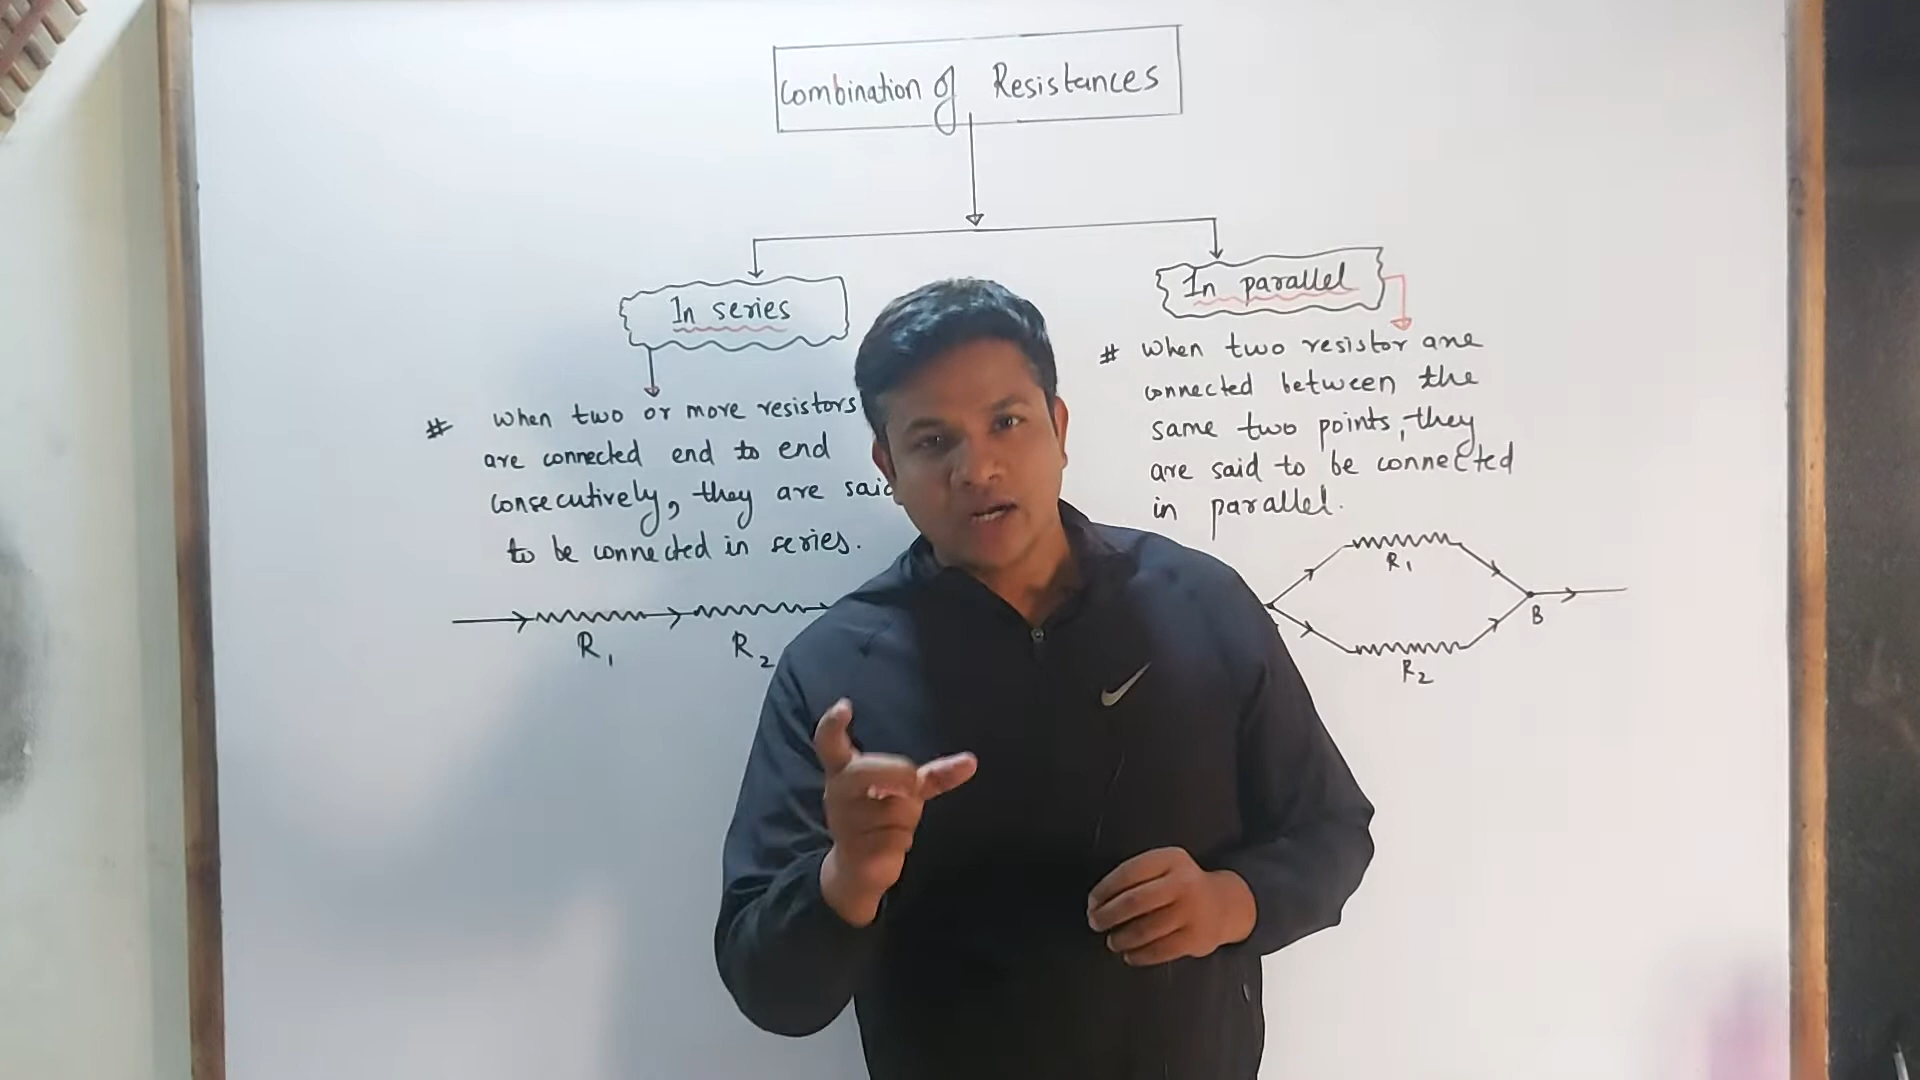 Combination of Resistances
In series
# When two or more resistors
are connected end to end
consecutively, they are said
to be connected in series.
R1
R2
In parallel
# When two resistor are
connected between the
same two points, they
are said to be connected
in parallel.
R1
B
R2